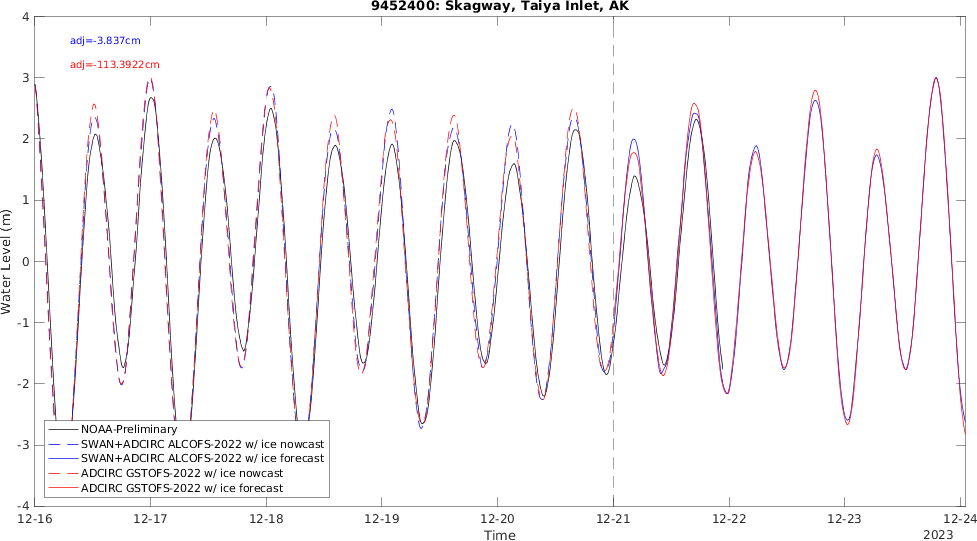 9452400: Skagway, Taiya Inlet, AK
adj=-3.837cm
adj=-113.3922cm
4
3
2
1
0
-1
-2
-3
-4
Water Level (m)
NOAA-Preliminary
SWAN+ADCIRC ALCOFS-2022 w/ ice nowcast
SWAN+ADCIRC ALCOFS-2022 w/ ice forecast
ADCIRC GSTOFS-2022 w/ ice nowcast
ADCIRC GSTOFS-2022 w/ ice forecast
12-16 12-17 12-18 12-19 12-20 12-21 12-22 12-23 12-24
Time
2023